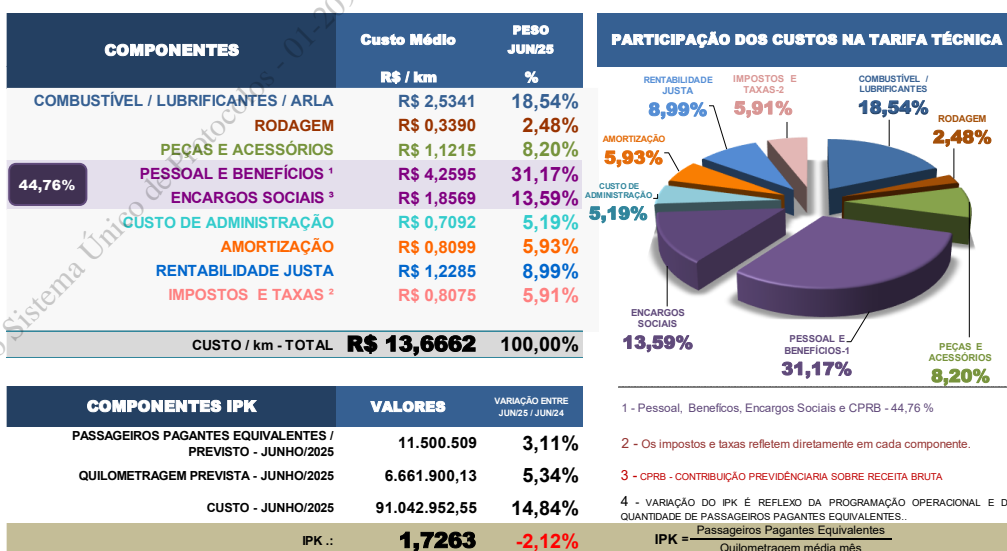 COMPONENTES Custo Médio PESO JUN/25
R$ / km %
COMBUSTÍVEL / LUBRIFICANTES / ARLA R$ 2,5341 18,54%
RODAGEM R$ 0,3390 2,48%
PEÇAS E ACESSÓRIOS R$ 1,1215 8,20%
44,76%
PESSOAL E BENEFÍCIOS ¹ R$ 4,2595 31,17%
ENCARGOS SOCIAIS ³ R$ 1,8569 13,59%
CUSTO DE ADMINISTRAÇÃO R$ 0,7092 5,19%
AMORTIZAÇÃO R$ 0,8099 5,93%
RENTABILIDADE JUSTA R$ 1,2285 8,99%
IMPOSTOS E TAXAS ² R$ 0,8075 5,91%
CUSTO / km - TOTAL R$ 13,6662 100,00%
Sistema Único de Protocolos - 01-20
COMPONENTES IPK VALORES VARIAÇÃO ENTRE JUN/25 / JUN/24
PASSAGEIROS PAGANTES EQUIVALENTES /
PREVISTO - JUNHO/2025 11.500.509 3,11%
QUILOMETRAGEM PREVISTA - JUNHO/2025 6.661.900,13 5,34%
CUSTO - JUNHO/2025 91.042.952,55 14,84%
IPK .: 1,7263 -2,12%
PARTICIPAÇÃO DOS CUSTOS NA TARIFA TÉCNICA
RENTABILIDADE
JUSTA
8,99%
IMPOSTOS E
TAXAS-2
5,91%
COMBUSTÍVEL /
LUBRIFICANTES
18,54%
RODAGEM
2,48%
AMORTIZAÇÃO
5,93%
CUSTO DE
ADMINISTRAÇÃO
5,19%
ENCARGOS
SOCIAIS
13,59%
PESSOAL E
BENEFÍCIOS-1
31,17%
PEÇAS E
ACESSÓRIOS
8,20%
1 - Pessoal, Benefícos, Encargos Sociais e CPRB - 44,76 %
2 - Os impostos e taxas refletem diretamente em cada componente.
3 - CPRB - CONTRIBUIÇÃO PREVIDÊNCIARIA SOBRE RECEITA BRUTA
4 - VARIAÇÃO DO IPK É REFLEXO DA PROGRAMAÇÃO OPERACIONAL E D
QUANTIDADE DE PASSAGEIROS PAGANTES EQUIVALENTES..
IPK = Passageiros Pagantes Equivalentes
Quilometragem média mês